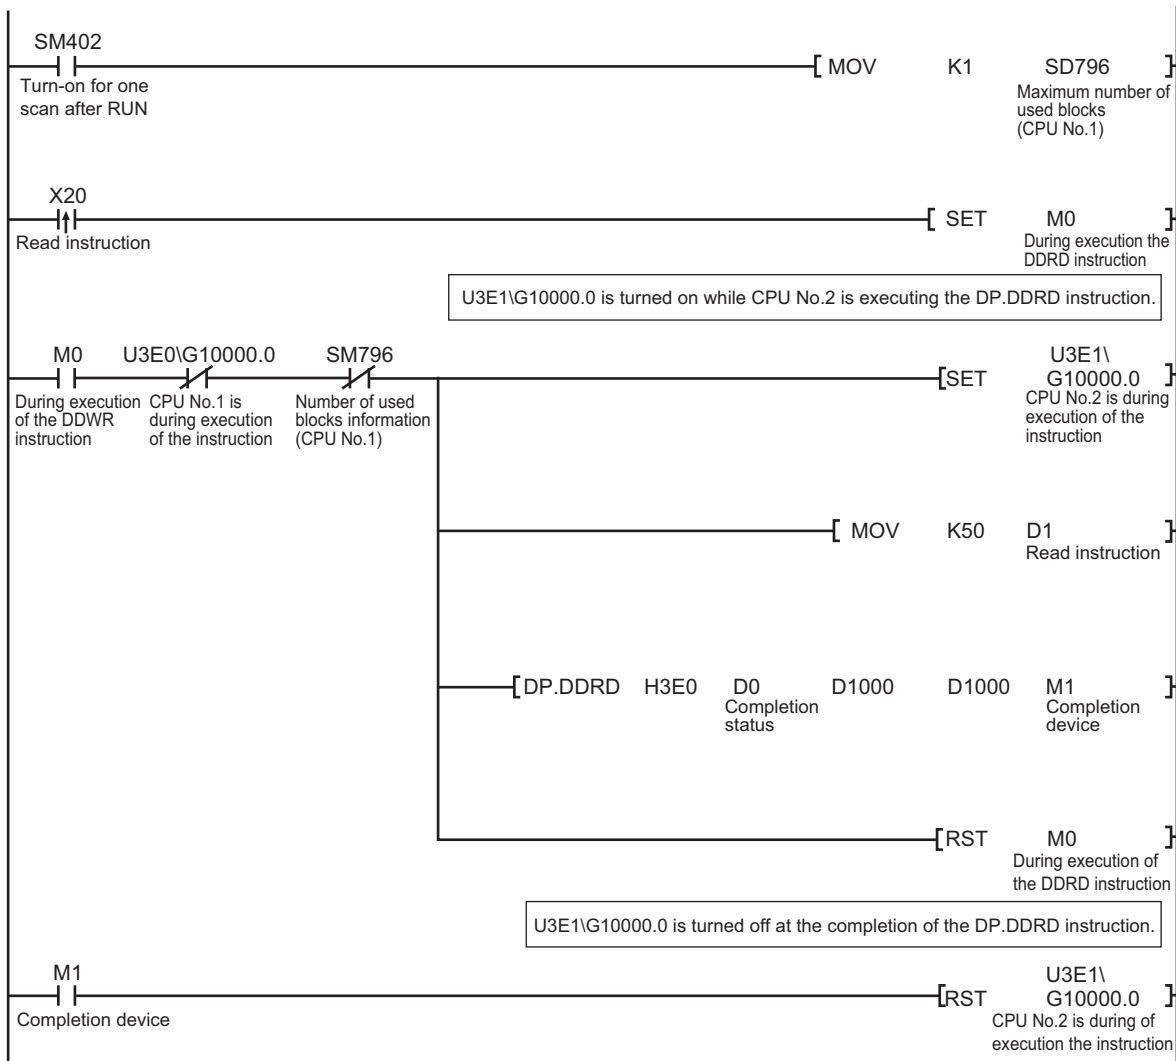 SM402
MOV K1 SD796
Turn-on for one
scan after RUN
Maximum number of
used blocks
(CPU No.1)
X20
SET M0
Read instruction
During execution the
DDRD instruction
U3E1\G10000.0 is turned on while CPU No.2 is executing the DP.DDRD instruction.
M0 U3E0\G10000.0 SM796
During execution
of the DDWR
instruction
CPU No.1 is
during execution
of the instruction
Number of used
blocks information
(CPU No.1)
U3E1\
SET G10000.0
CPU No.2 is during
execution of the
instruction
MOV K50 D1
Read instruction
DP.DDRD H3E0 D0 D1000 D1000 M1
Completion
status
Completion
device
RST M0
During execution of
the DDRD instruction
U3E1\G10000.0 is turned off at the completion of the DP.DDRD instruction.
M1
Completion device
U3E1\
RST G10000.0
CPU No.2 is during of
execution the instruction